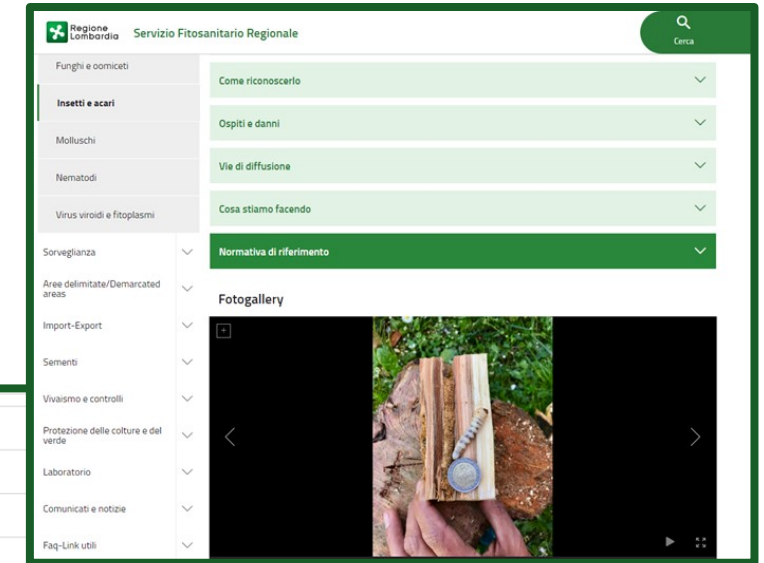 Regione
Lombardia
Servizio Fitosanitario Regionale
Cerca
Funghi e oomiceti
Insetti e acari
Molluschi
Nematodi
Virus viroidi e fitoplasmi
Sorveglianza
Aree delimitate/Demarcated
areas
Import-Export
Sementi
Vivaismo e controlli
Protezione delle colture e del
verde
Laboratorio
Comunicati e notizie
Faq-Link utili
Come riconoscerlo
Ospiti e danni
Vie di diffusione
Cosa stiamo facendo
Normativa di riferimento
Fotogallery